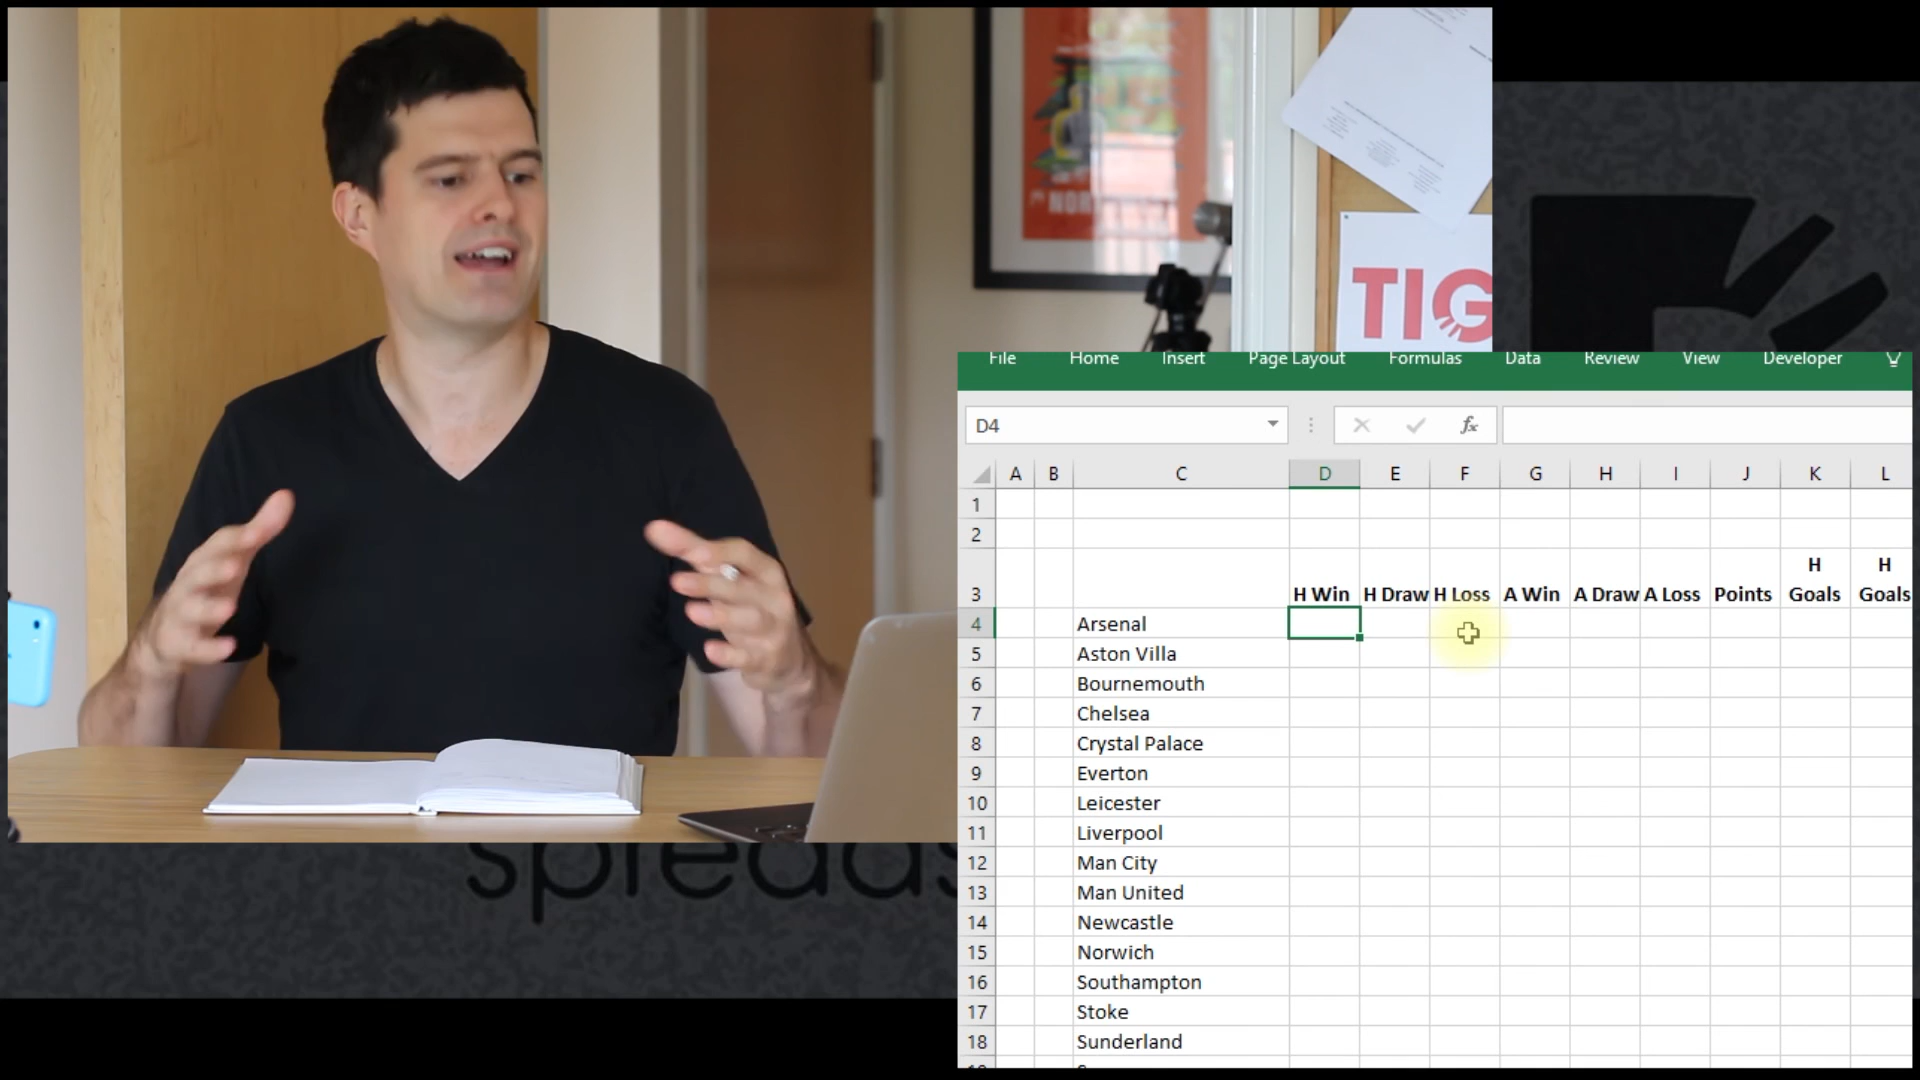 NOR
TIG
spreads
File Home Insert Page Layout Formulas Data Review View Developer
D4 fx
A B C D E F G H I J K L
1
2
H H
3 H Win H Draw H Loss A Win A Draw A Loss Points Goals Goals
4 Arsenal
5 Aston Villa
6 Bournemouth
7 Chelsea
8 Crystal Palace
9 Everton
10 Leicester
11 Liverpool
12 Man City
13 Man United
14 Newcastle
15 Norwich
16 Southampton
17 Stoke
18 Sunderland